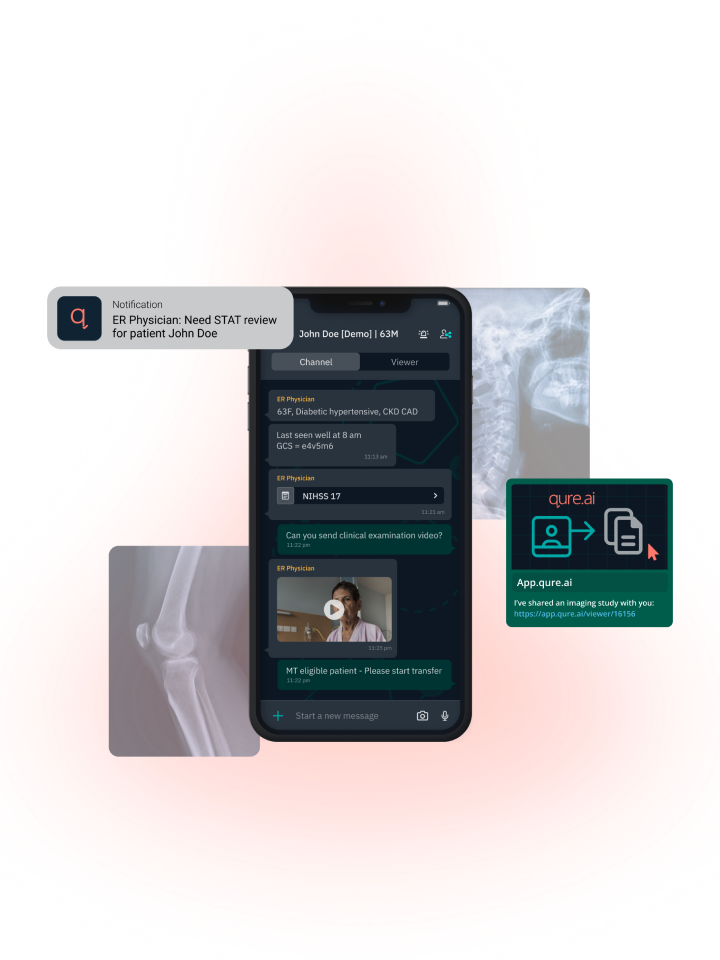 q
Notification
ER Physician: Need STAT review
for patient John Doe
John Doe [Demo] | 63M
Channel
Viewer
ER Physician
63F, Diabetic hypertensive, CKD CAD
Last seen well at 8 am
GCS = e4v5m6
11:13 am
ER Physician
NIHSS 17
11:21 am
Can you send clinical examination video?
11:22 pm
ER Physician
11:23 pm
MT eligible patient - Please start transfer
11:22 pm
Start a new message
qure.ai
App.qure.ai
I've shared an imaging study with you:
https://app.qure.ai/viewer/16156